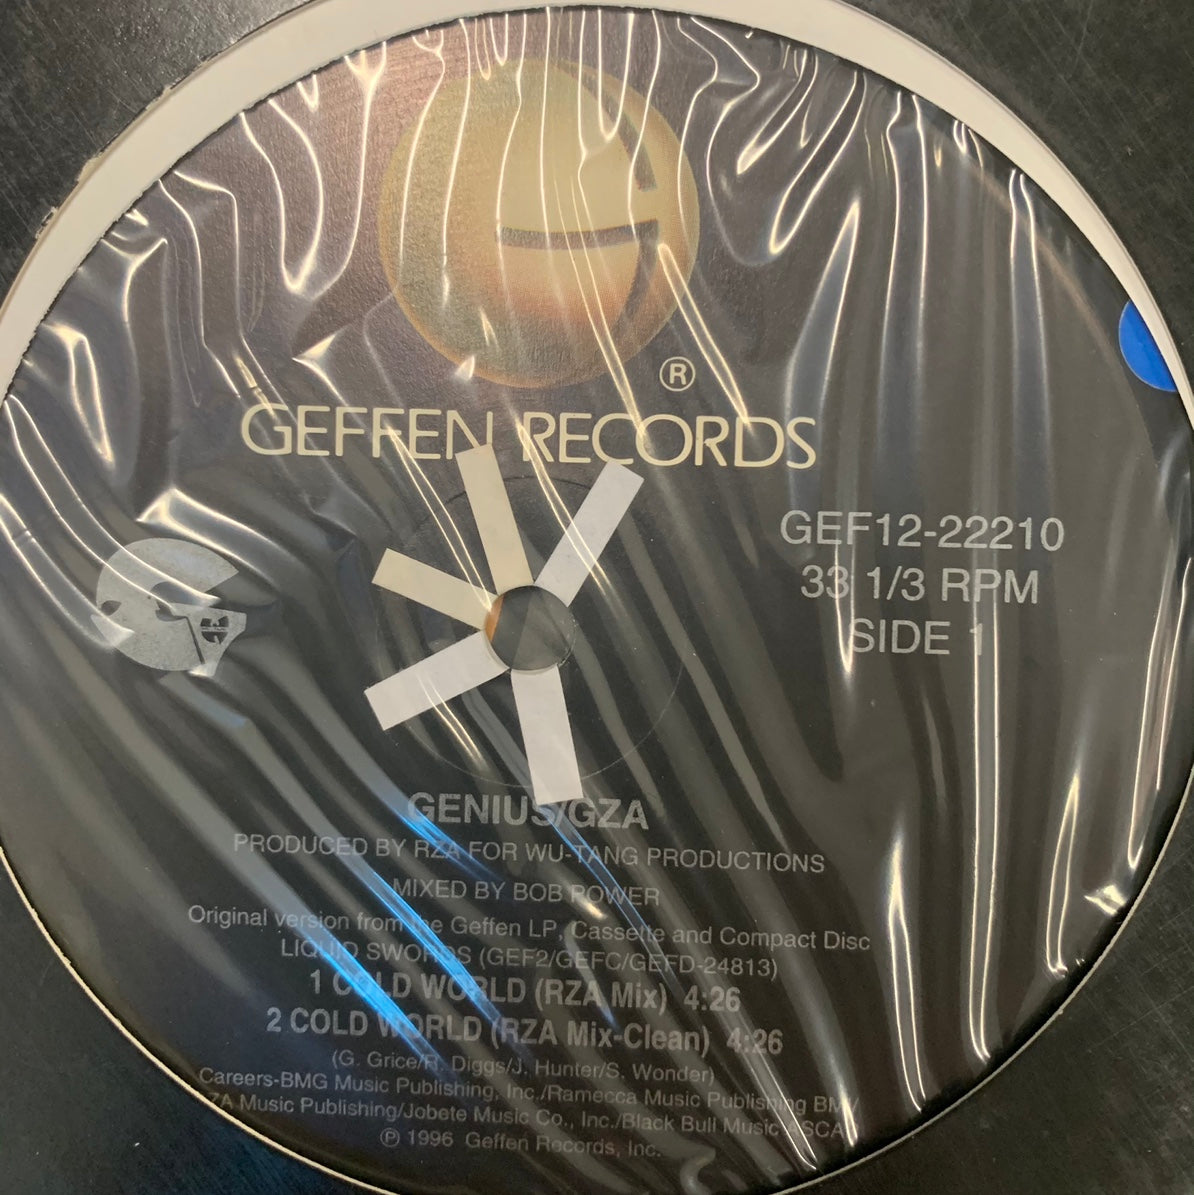 ®
GEFFEN RECORDS
GEF12-22210
33 1/3 RPM
SIDE 1
GENIUS/GZA
PRODUCED BY RZA FOR WU-TANG PRODUCTIONS
MIXED BY BOB POWER
Original version from the Geffen LP, Cassette and Compact Disc
LIQUID SWORDS (GEF2/GEFC/GEFD-24813)
1 COLD WORLD (RZA Mix) 4:26
2 COLD WORLD (RZA Mix-Clean) 4:26
(G. Grice/R. Diggs/J. Hunter/S. Wonder)
Careers-BMG Music Publishing, Inc./Ramecca Music Publishing BMI/
ZA Music Publishing/Jobete Music Co., Inc./Black Bull Music ASCAP
℗ 1996 Geffen Records, Inc.